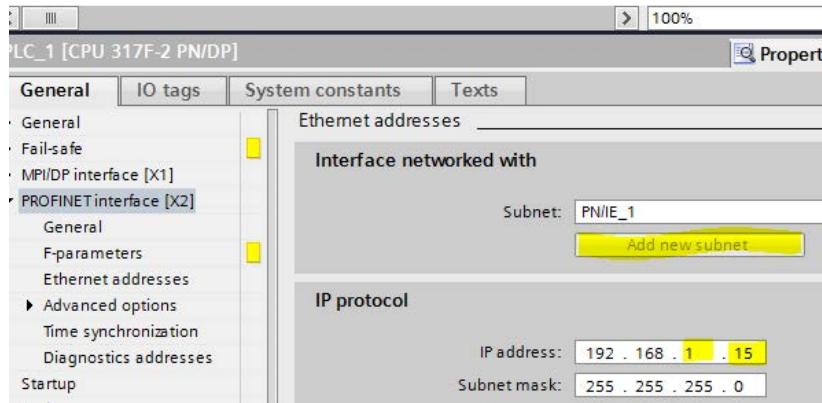 100%
PLC_1 [CPU 317F-2 PN/DP]
Propert
General IO tags System constants Texts
General
Fail-safe
MPI/DP interface [X1]
PROFINET interface [X2]
General
F-parameters
Ethernet addresses
Advanced options
Time synchronization
Diagnostics addresses
Startup
Ethernet addresses
Interface networked with
Subnet: PN/IE_1
Add new subnet
IP protocol
IP address: 192 . 168 . 1 . 15
Subnet mask: 255 . 255 . 255 . 0